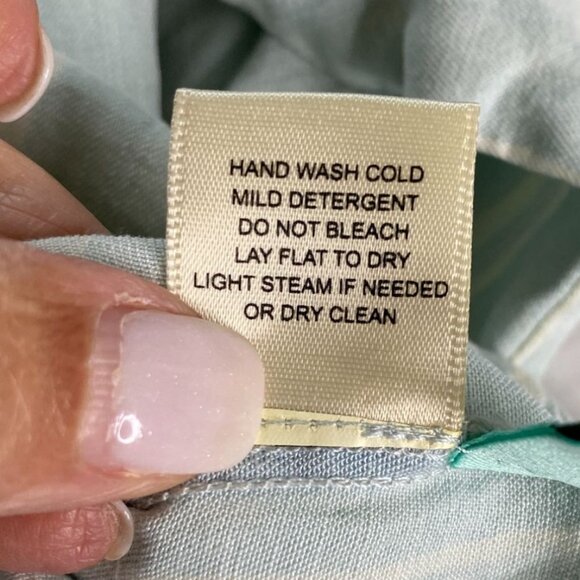 HAND WASH COLD
MILD DETERGENT
DO NOT BLEACH
LAY FLAT TO DRY
LIGHT STEAM IF NEEDED
OR DRY CLEAN